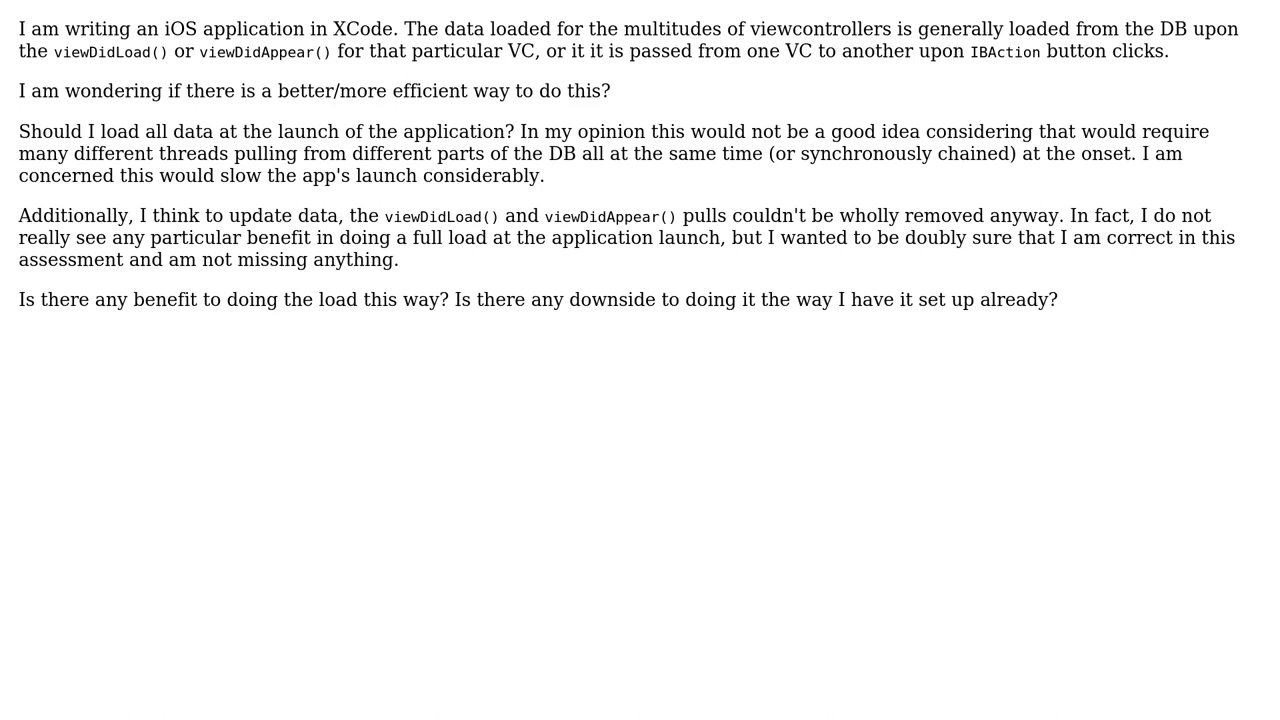 I am writing an iOS application in XCode. The data loaded for the multitudes of viewcontrollers is generally loaded from the DB upon
the viewDidLoad() or viewDidAppear() for that particular VC, or it it is passed from one VC to another upon IBAction button clicks.
I am wondering if there is a better/more efficient way to do this?
Should I load all data at the launch of the application? In my opinion this would not be a good idea considering that would require
many different threads pulling from different parts of the DB all at the same time (or synchronously chained) at the onset. I am
concerned this would slow the app's launch considerably.
Additionally, I think to update data, the viewDidLoad() and viewDidAppear() pulls couldn't be wholly removed anyway. In fact, I do not
really see any particular benefit in doing a full load at the application launch, but I wanted to be doubly sure that I am correct in this
assessment and am not missing anything.
Is there any benefit to doing the load this way? Is there any downside to doing it the way I have it set up already?